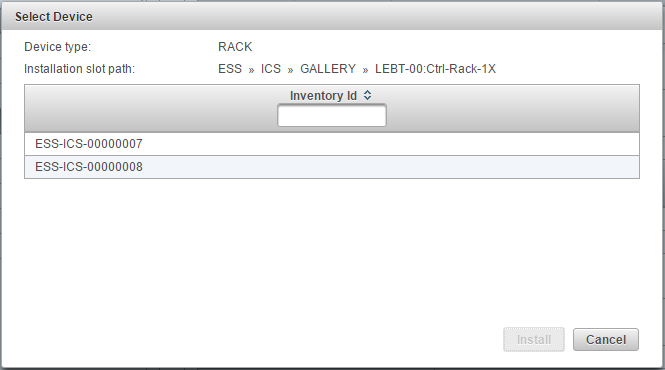 Select Device
Device type: RACK
Installation slot path: ESS » ICS » GALLERY » LEBT-00:Ctrl-Rack-1X
Inventory Id
ESS-ICS-00000007
ESS-ICS-00000008
Install Cancel